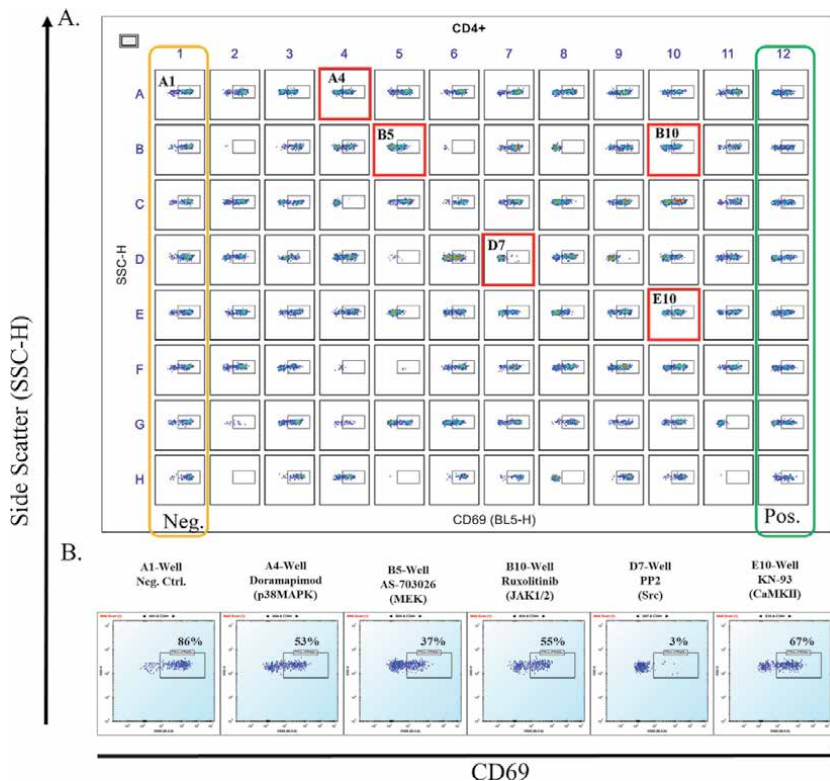 A.
CD4+
1 2 3 4 5 6 7 8 9 10 11 12
A
A1 A4
B
B5 B10
C
D
D7
E
E10
F
G
H
SSC-H
Side Scatter (SSC-H)
Neg. CD69 (BL5-H) Pos.
B.
A1-Well
Neg. Ctrl.
A4-Well
Doramapimod
(p38MAPK)
B5-Well
AS-703026
(MEK)
B10-Well
Ruxolitinib
(JAK1/2)
D7-Well
PP2
(Src)
E10-Well
KN-93
(CaMKII)
86% 53% 37% 55% 3% 67%
CD69